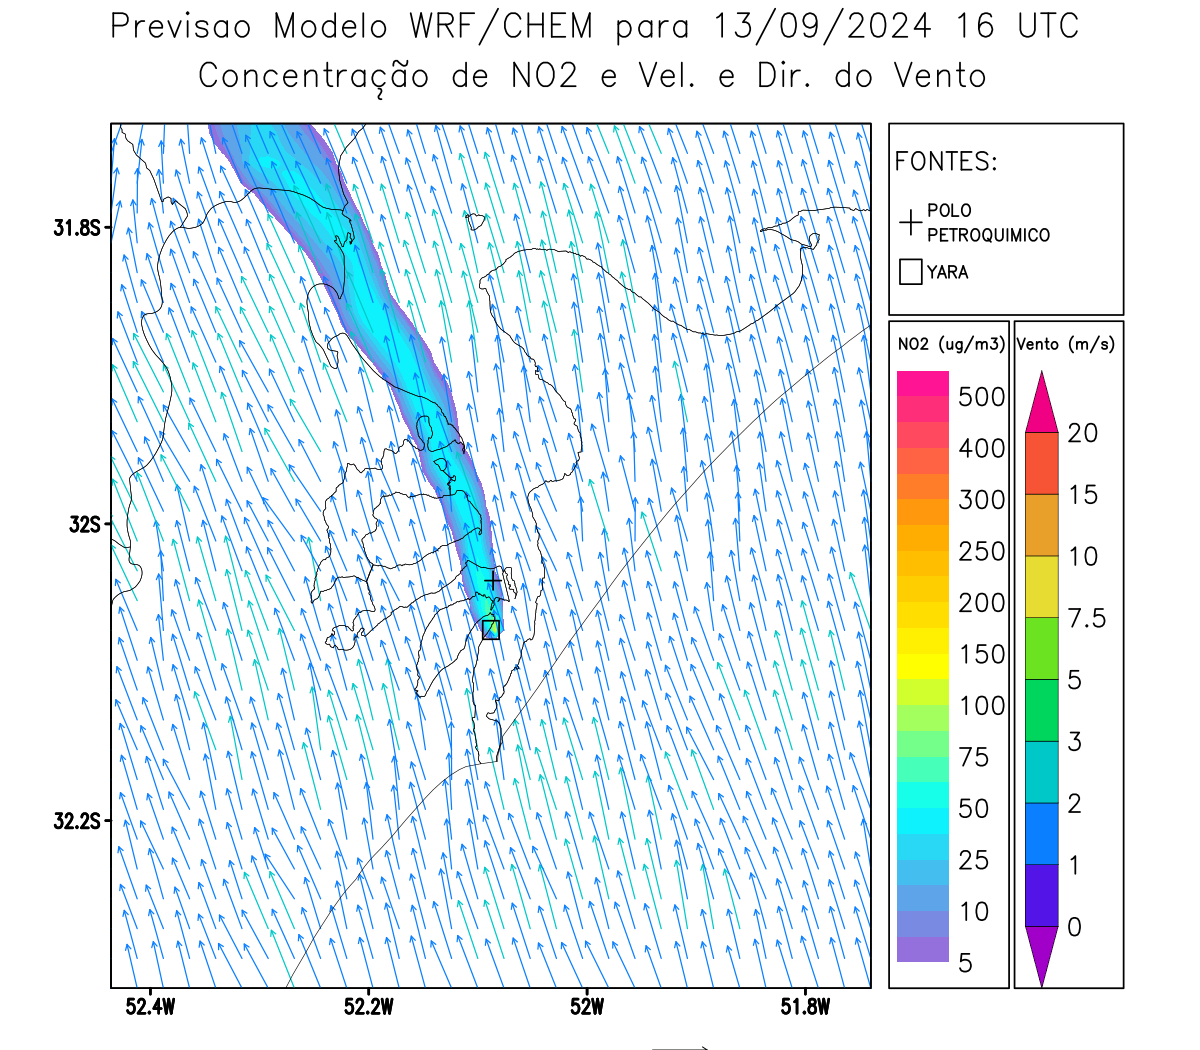 Previsao Modelo WRF/CHEM para 13/09/2024 16 UTC
Concentração de NO2 e Vel. e Dir. do Vento
FONTES:
POLO
PETROQUIMICO
YARA
NO2 (ug/m3)
500
400
300
250
200
150
100
75
50
25
10
5
Vento (m/s)
20
15
10
7.5
5
3
2
1
0
31.8S
32S
32.2S
52.4W
52.2W
52W
51.8W